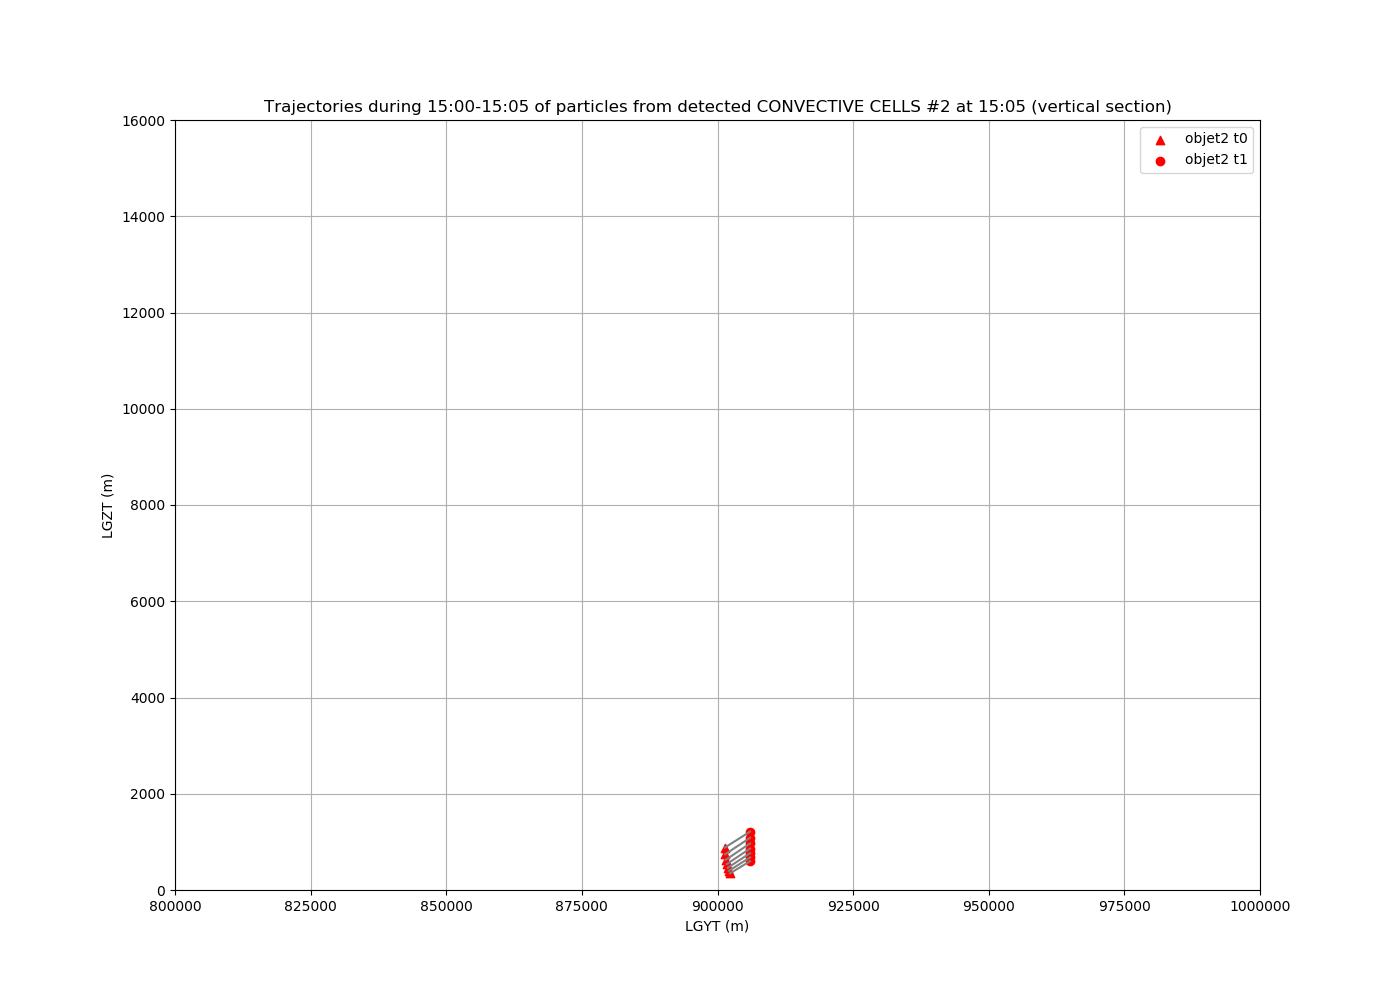 Trajectories during 15:00-15:05 of particles from detected CONVECTIVE CELLS #2 at 15:05 (vertical section)
objet2 t0
objet2 t1
16000
14000
12000
10000
8000
6000
4000
2000
0
LGZT (m)
800000 825000 850000 875000 900000 925000 950000 975000 1000000
LGYT (m)